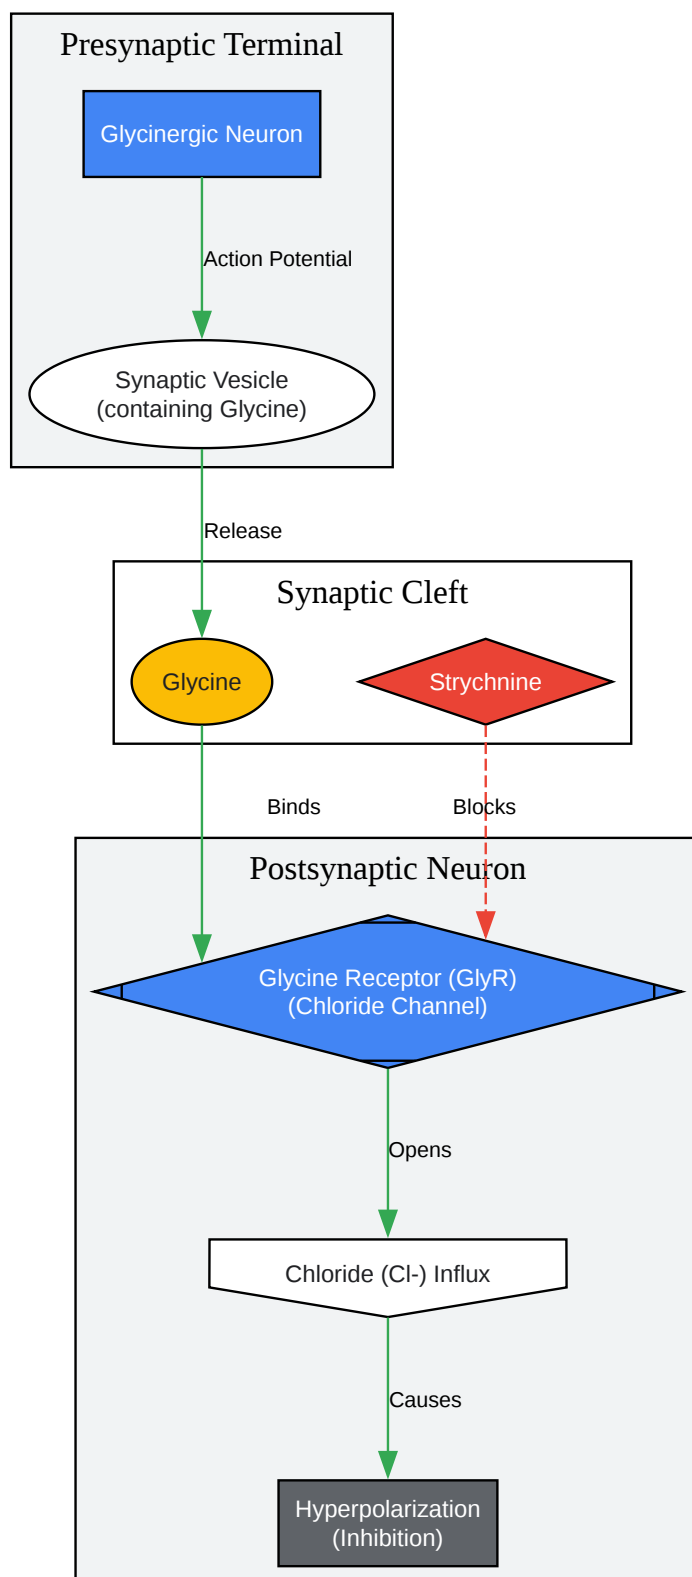 Presynaptic Terminal
Glycinergic Neuron
Action Potential
Synaptic Vesicle
(containing Glycine)
Release
Synaptic Cleft
Glycine
Strychnine
Binds
Blocks
Postsynaptic Neuron
Glycine Receptor (GlyR)
(Chloride Channel)
Opens
Chloride (Cl-) Influx
Causes
Hyperpolarization
(Inhibition)